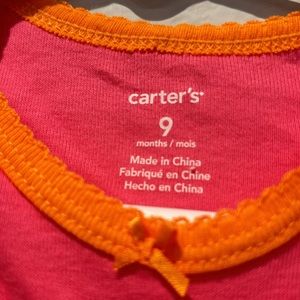 carter's
9
months / mois
Made in China
Fabriqué en Chine
Hecho en China